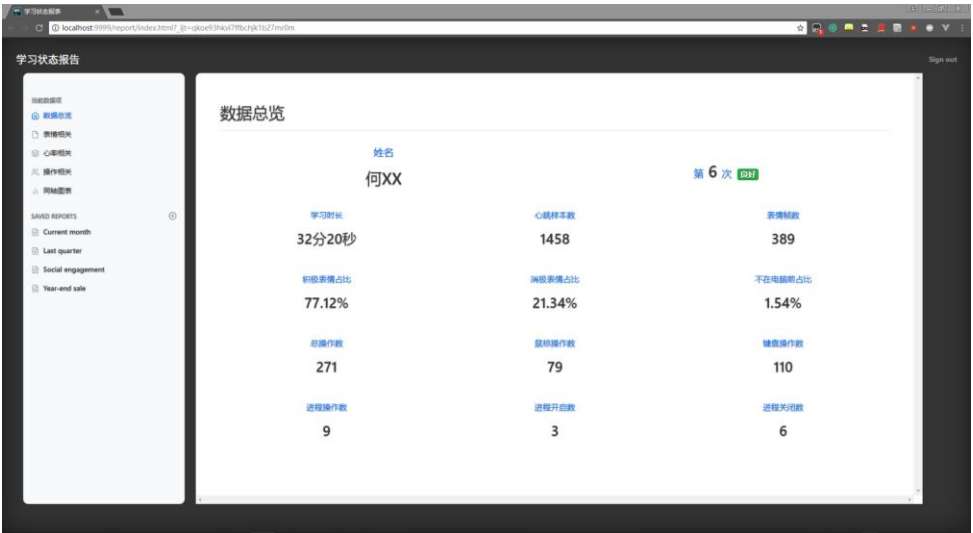 学习状态报告
localhost:9999/report/index.html?_ijt=qkoe93hkvi7ffbchjk1b27mr0m
学习状态报告
Sign out
当前数据项
数据总览
表情相关
心率相关
操作相关
同轴图表
SAVED REPORTS
Current month
Last quarter
Social engagement
Year-end sale
数据总览
姓名
何XX
第 6 次 良好
学习时长 心跳样本数 表情帧数
32分20秒 1458 389
积极表情占比 消极表情占比 不在电脑前占比
77.12% 21.34% 1.54%
总操作数 鼠标操作数 键盘操作数
271 79 110
进程操作数 进程开启数 进程关闭数
9 3 6